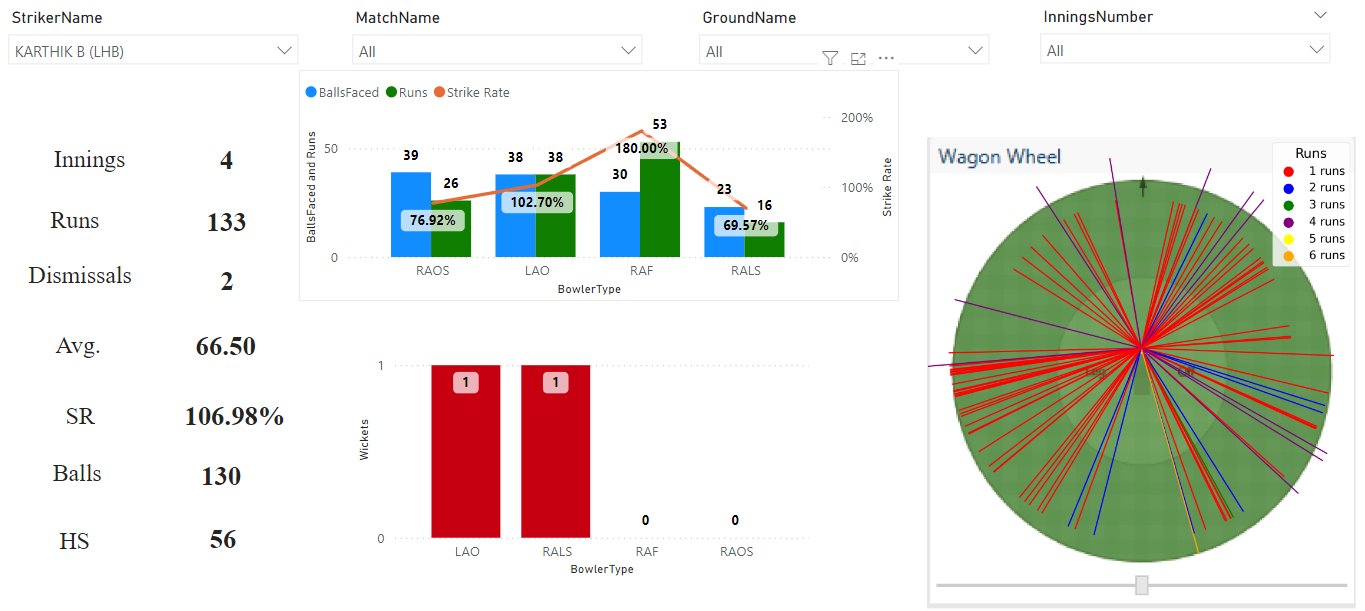 StrikerName
MatchName
GroundName
InningsNumber
KARTHIK B (LHB)
All
All
All
BallsFaced Runs Strike Rate
Innings 4
Runs 133
Dismissals 2
Avg. 66.50
SR 106.98%
Balls 130
HS 56
BallsFaced and Runs
50
0
39
26
38
38
30
53
23
16
76.92%
102.70%
180.00%
69.57%
200%
100%
0%
Strike Rate
RAOS LAO RAF RALS
BowlerType
Wickets
1
0
1 1 0 0
LAO RALS RAF RAOS
BowlerType
Wagon Wheel
Runs
1 runs
2 runs
3 runs
4 runs
5 runs
6 runs
Leg
Off